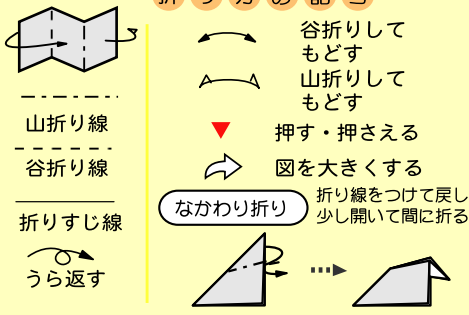 山折り線
谷折り線
折りすじ線
うら返す
谷折りして
もどす
山折りして
もどす
押す・押さえる
図を大きくする
なかわり折り
折り線をつけて戻し
少し開いて間に折る